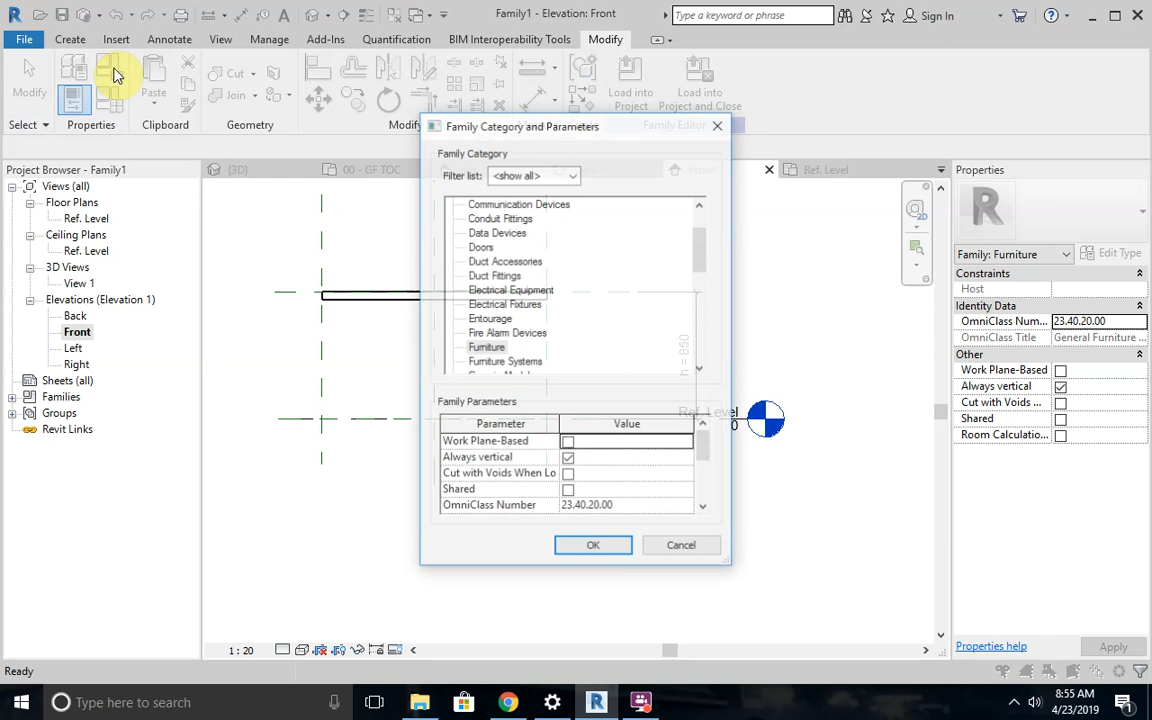 Family1 - Elevation: Front
Type a keyword or phrase
Sign In
File
Create
Insert
Annotate
View
Manage
Add-Ins
Quantification
BIM Interoperability Tools
Modify
Modify
Paste
Cut
Join
Load into
Project
Load into
Project and Close
Select
Properties
Clipboard
Geometry
Modify
Family Editor
Project Browser - Family1
Views (all)
Floor Plans
Ref. Level
Ceiling Plans
Ref. Level
3D Views
View 1
Elevations (Elevation 1)
Back
Front
Left
Right
Sheets (all)
Families
Groups
Revit Links
{3D}
00 - GF TOC
Front
Ref. Level
Family Category and Parameters
Family Category
Filter list:
<show all>
Communication Devices
Conduit Fittings
Data Devices
Doors
Duct Accessories
Duct Fittings
Electrical Equipment
Electrical Fixtures
Entourage
Fire Alarm Devices
Furniture
Furniture Systems
Family Parameters
Parameter
Value
Work Plane-Based
Always vertical
Cut with Voids When Lo
Shared
OmniClass Number
23.40.20.00
OK
Cancel
h = 850
Ref. Level
0
2D
Properties
Family: Furniture
Edit Type
Constraints
Host
Identity Data
OmniClass Num...
23.40.20.00
OmniClass Title
General Furniture ...
Other
Work Plane-Based
Always vertical
Cut with Voids ...
Shared
Room Calculatio...
Properties help
Apply
1 : 20
Ready
Type here to search
8:55 AM
4/23/2019
1